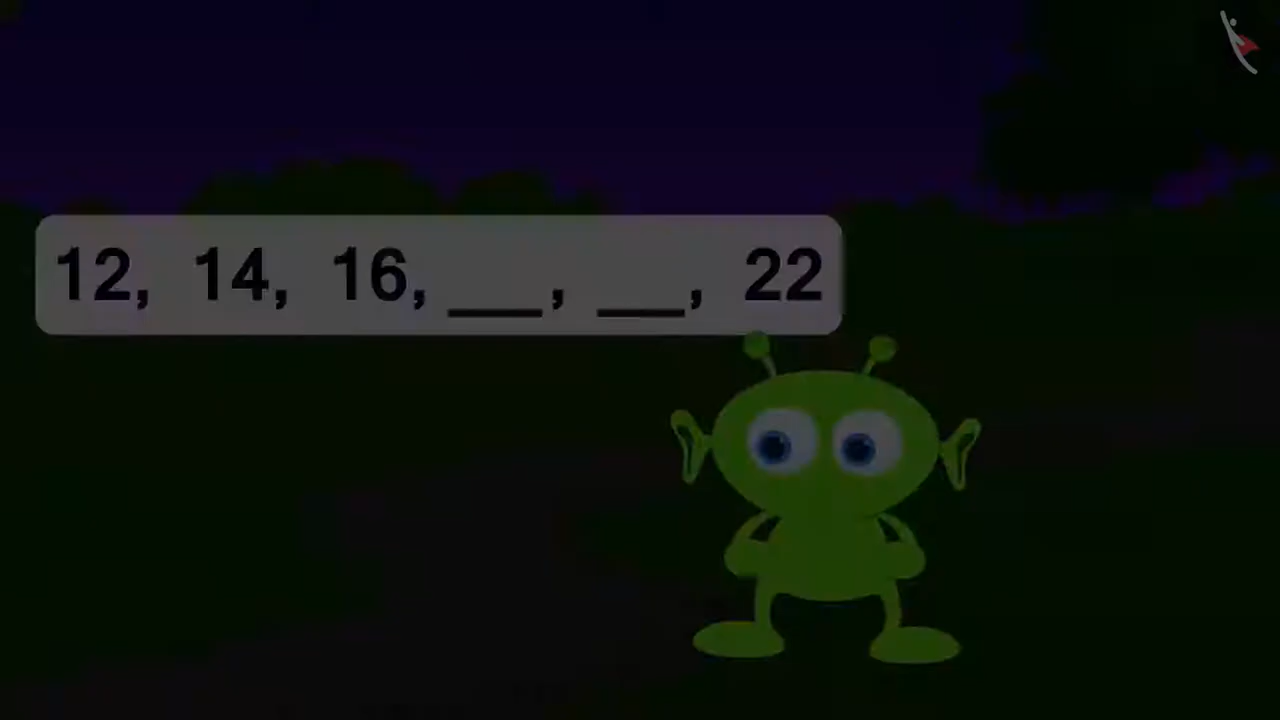 12, 14, 16, ___, ___, 22